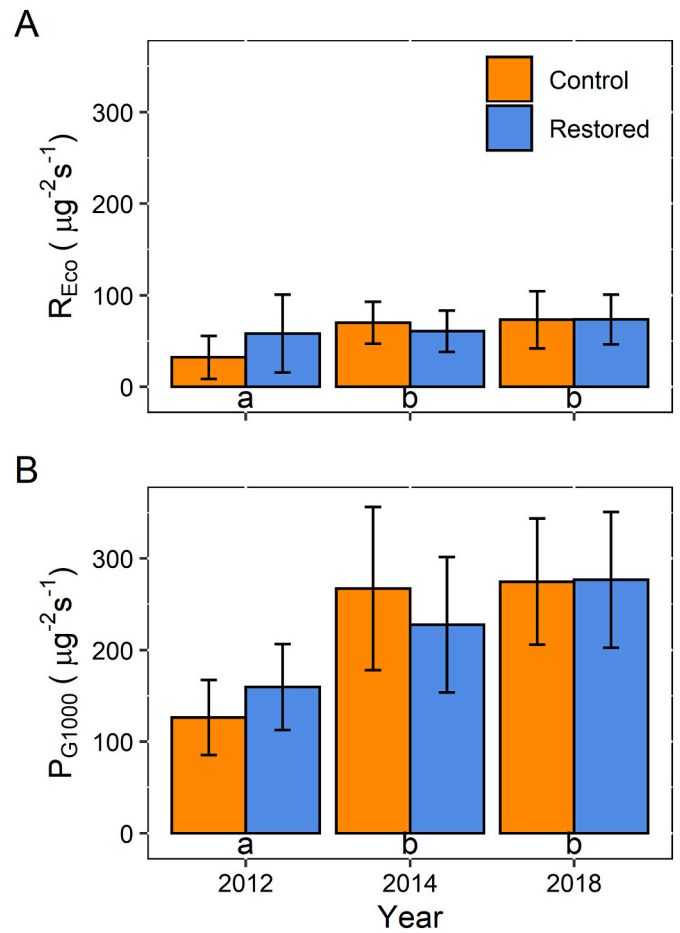 A
Control
Restored
R_Eco ( μg⁻²s⁻¹)
300
200
100
0
a b b
B
P_G1000 ( μg⁻²s⁻¹)
300
200
100
0
a b b
2012 2014 2018
Year